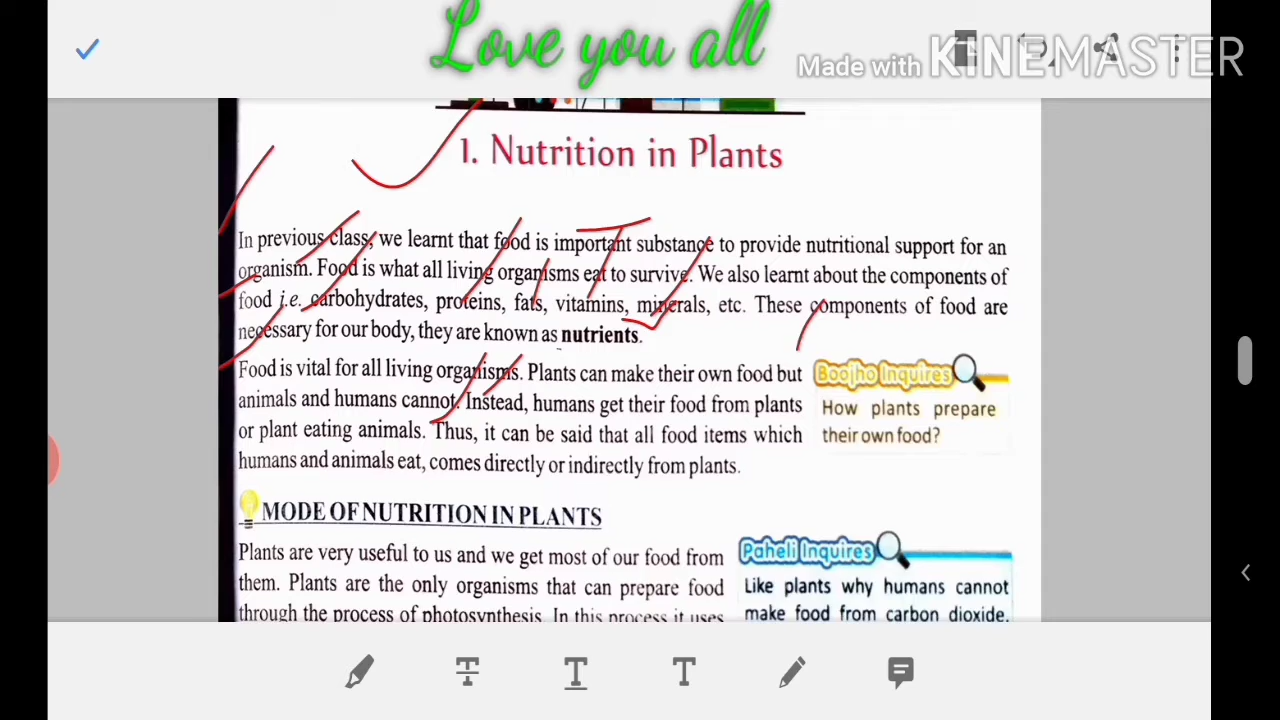 Love you all
Made with KINEMASTER
1. Nutrition in Plants
In previous class, we learnt that food is important substance to provide nutritional support for an
organism. Food is what all living organisms eat to survive. We also learnt about the components of
food i.e. carbohydrates, proteins, fats, vitamins, minerals, etc. These components of food are
necessary for our body, they are known as nutrients.
Food is vital for all living organisms. Plants can make their own food but
animals and humans cannot. Instead, humans get their food from plants
or plant eating animals. Thus, it can be said that all food items which
humans and animals eat, comes directly or indirectly from plants.
Boojho Inquires
How plants prepare
their own food?
MODE OF NUTRITION IN PLANTS
Plants are very useful to us and we get most of our food from
them. Plants are the only organisms that can prepare food
through the process of photosynthesis. In this process it uses
Paheli Inquires
Like plants why humans cannot
make food from carbon dioxide,